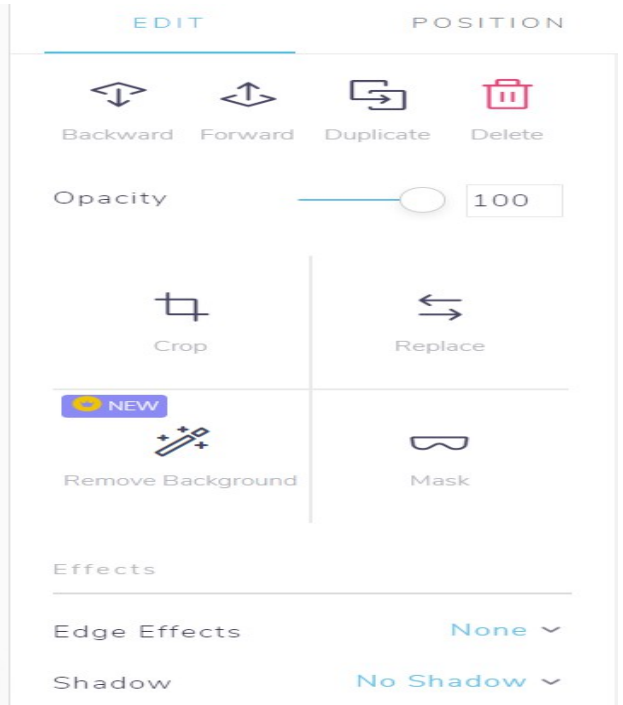 EDIT POSITION
Backward Forward Duplicate Delete
Opacity 100
Crop Replace
NEW
Remove Background Mask
Effects
Edge Effects None
Shadow No Shadow